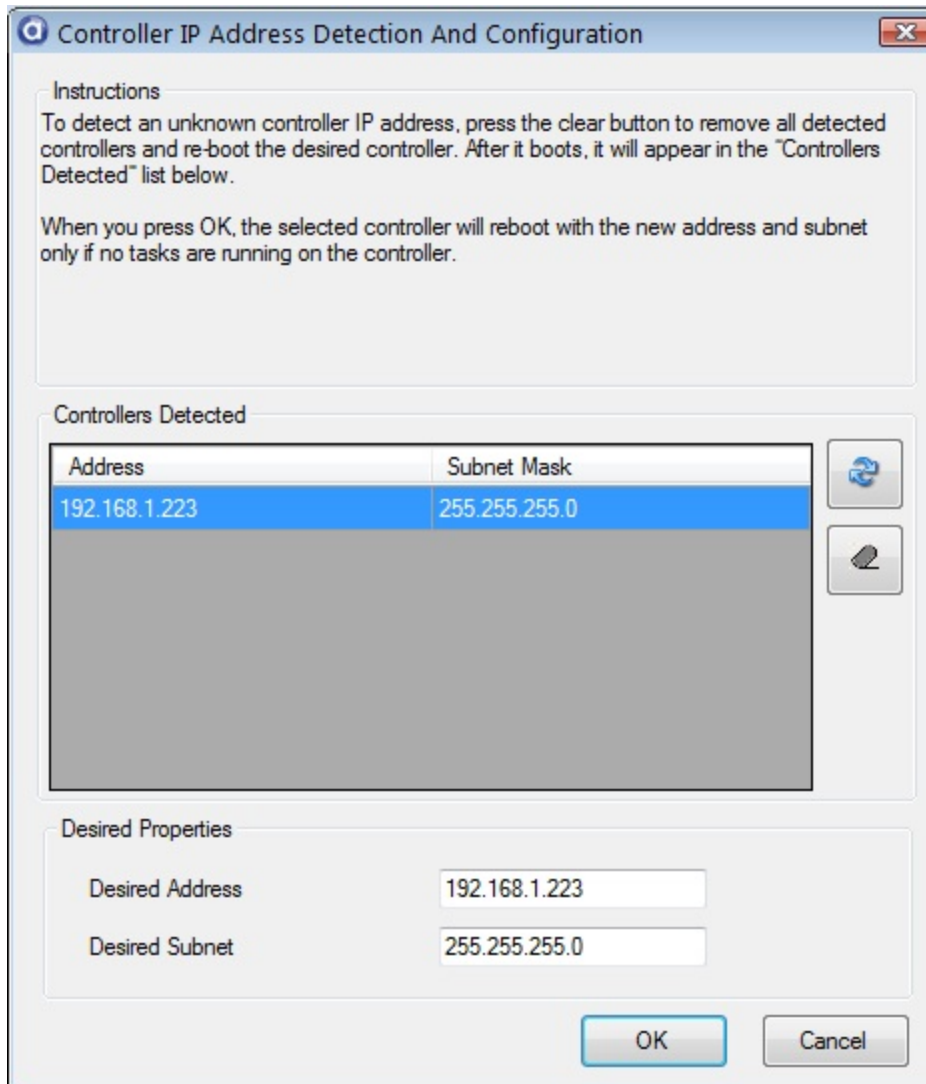 Controller IP Address Detection And Configuration
Instructions
To detect an unknown controller IP address, press the clear button to remove all detected
controllers and re-boot the desired controller. After it boots, it will appear in the "Controllers
Detected" list below.
When you press OK, the selected controller will reboot with the new address and subnet
only if no tasks are running on the controller.
Controllers Detected
Address Subnet Mask
192.168.1.223 255.255.255.0
Desired Properties
Desired Address 192.168.1.223
Desired Subnet 255.255.255.0
OK Cancel